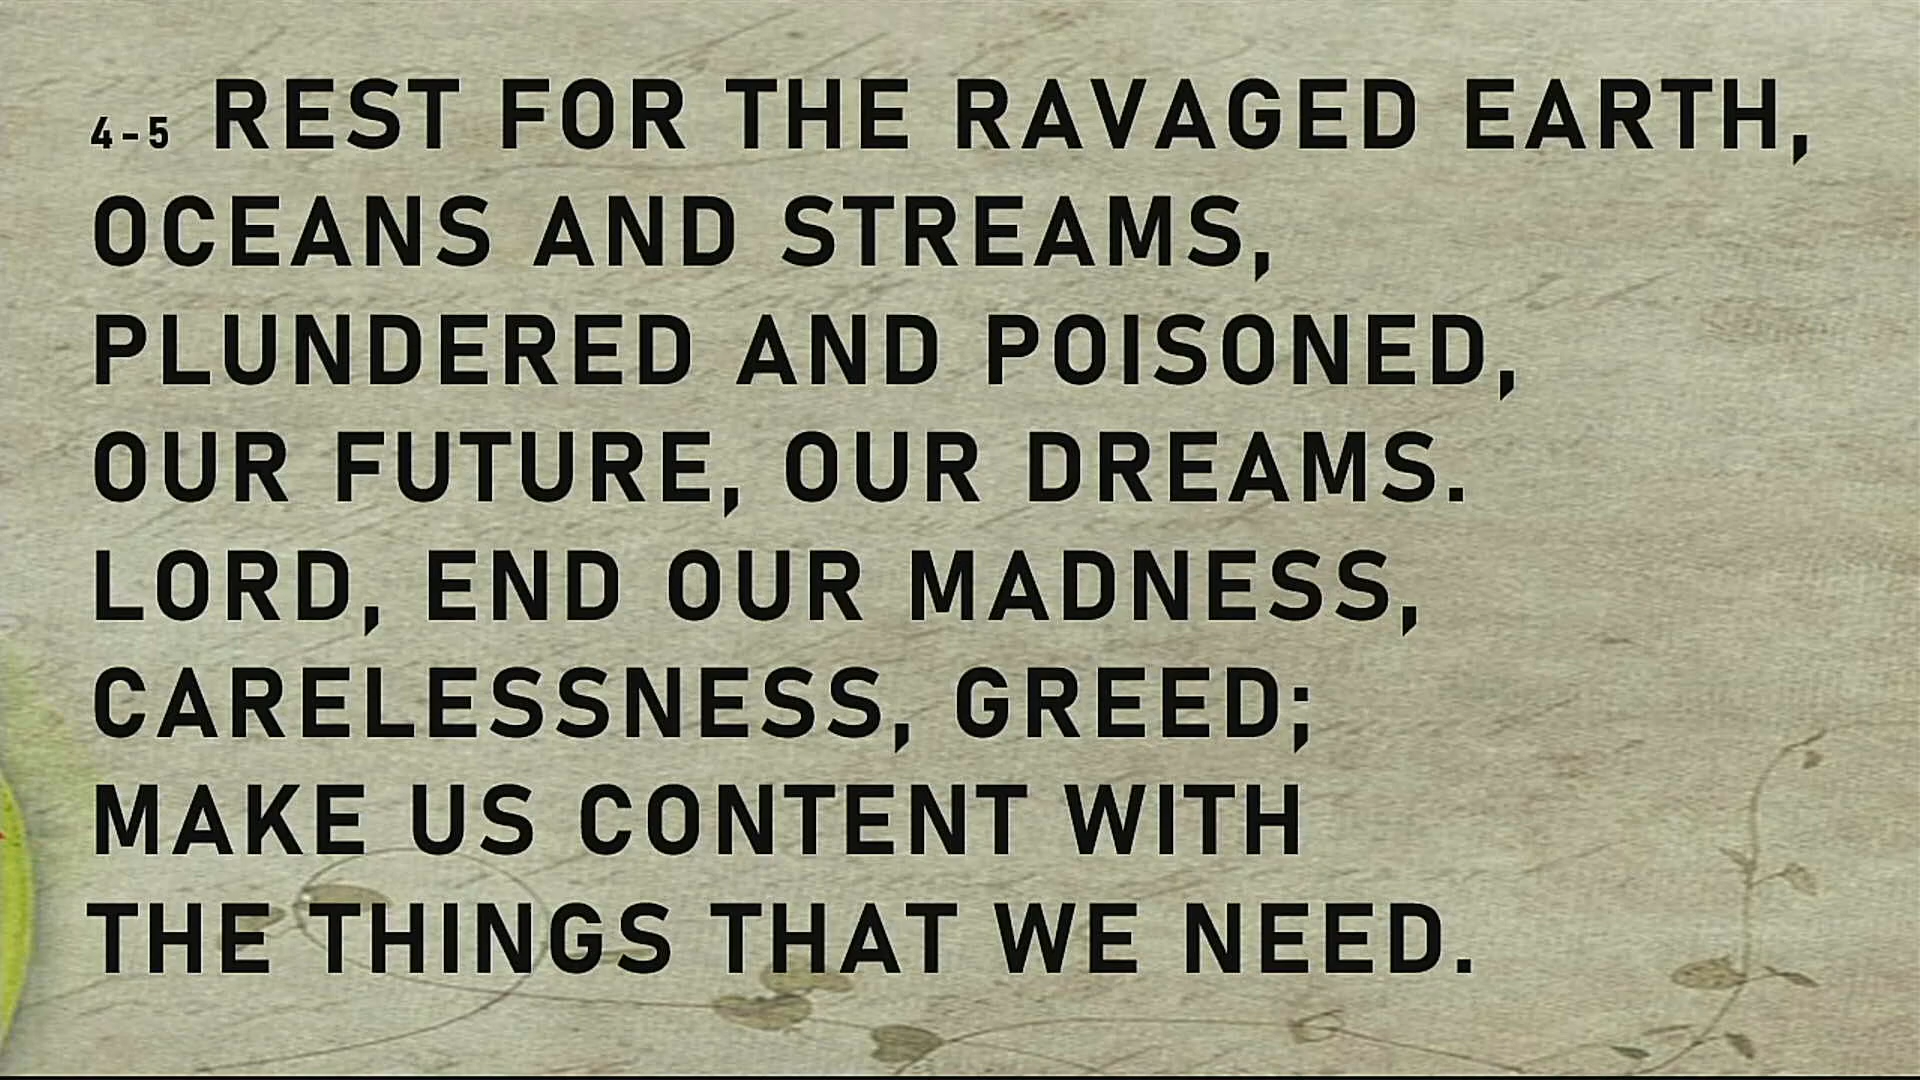 4-5 REST FOR THE RAVAGED EARTH,
OCEANS AND STREAMS,
PLUNDERED AND POISONED,
OUR FUTURE, OUR DREAMS.
LORD, END OUR MADNESS,
CARELESSNESS, GREED;
MAKE US CONTENT WITH
THE THINGS THAT WE NEED.